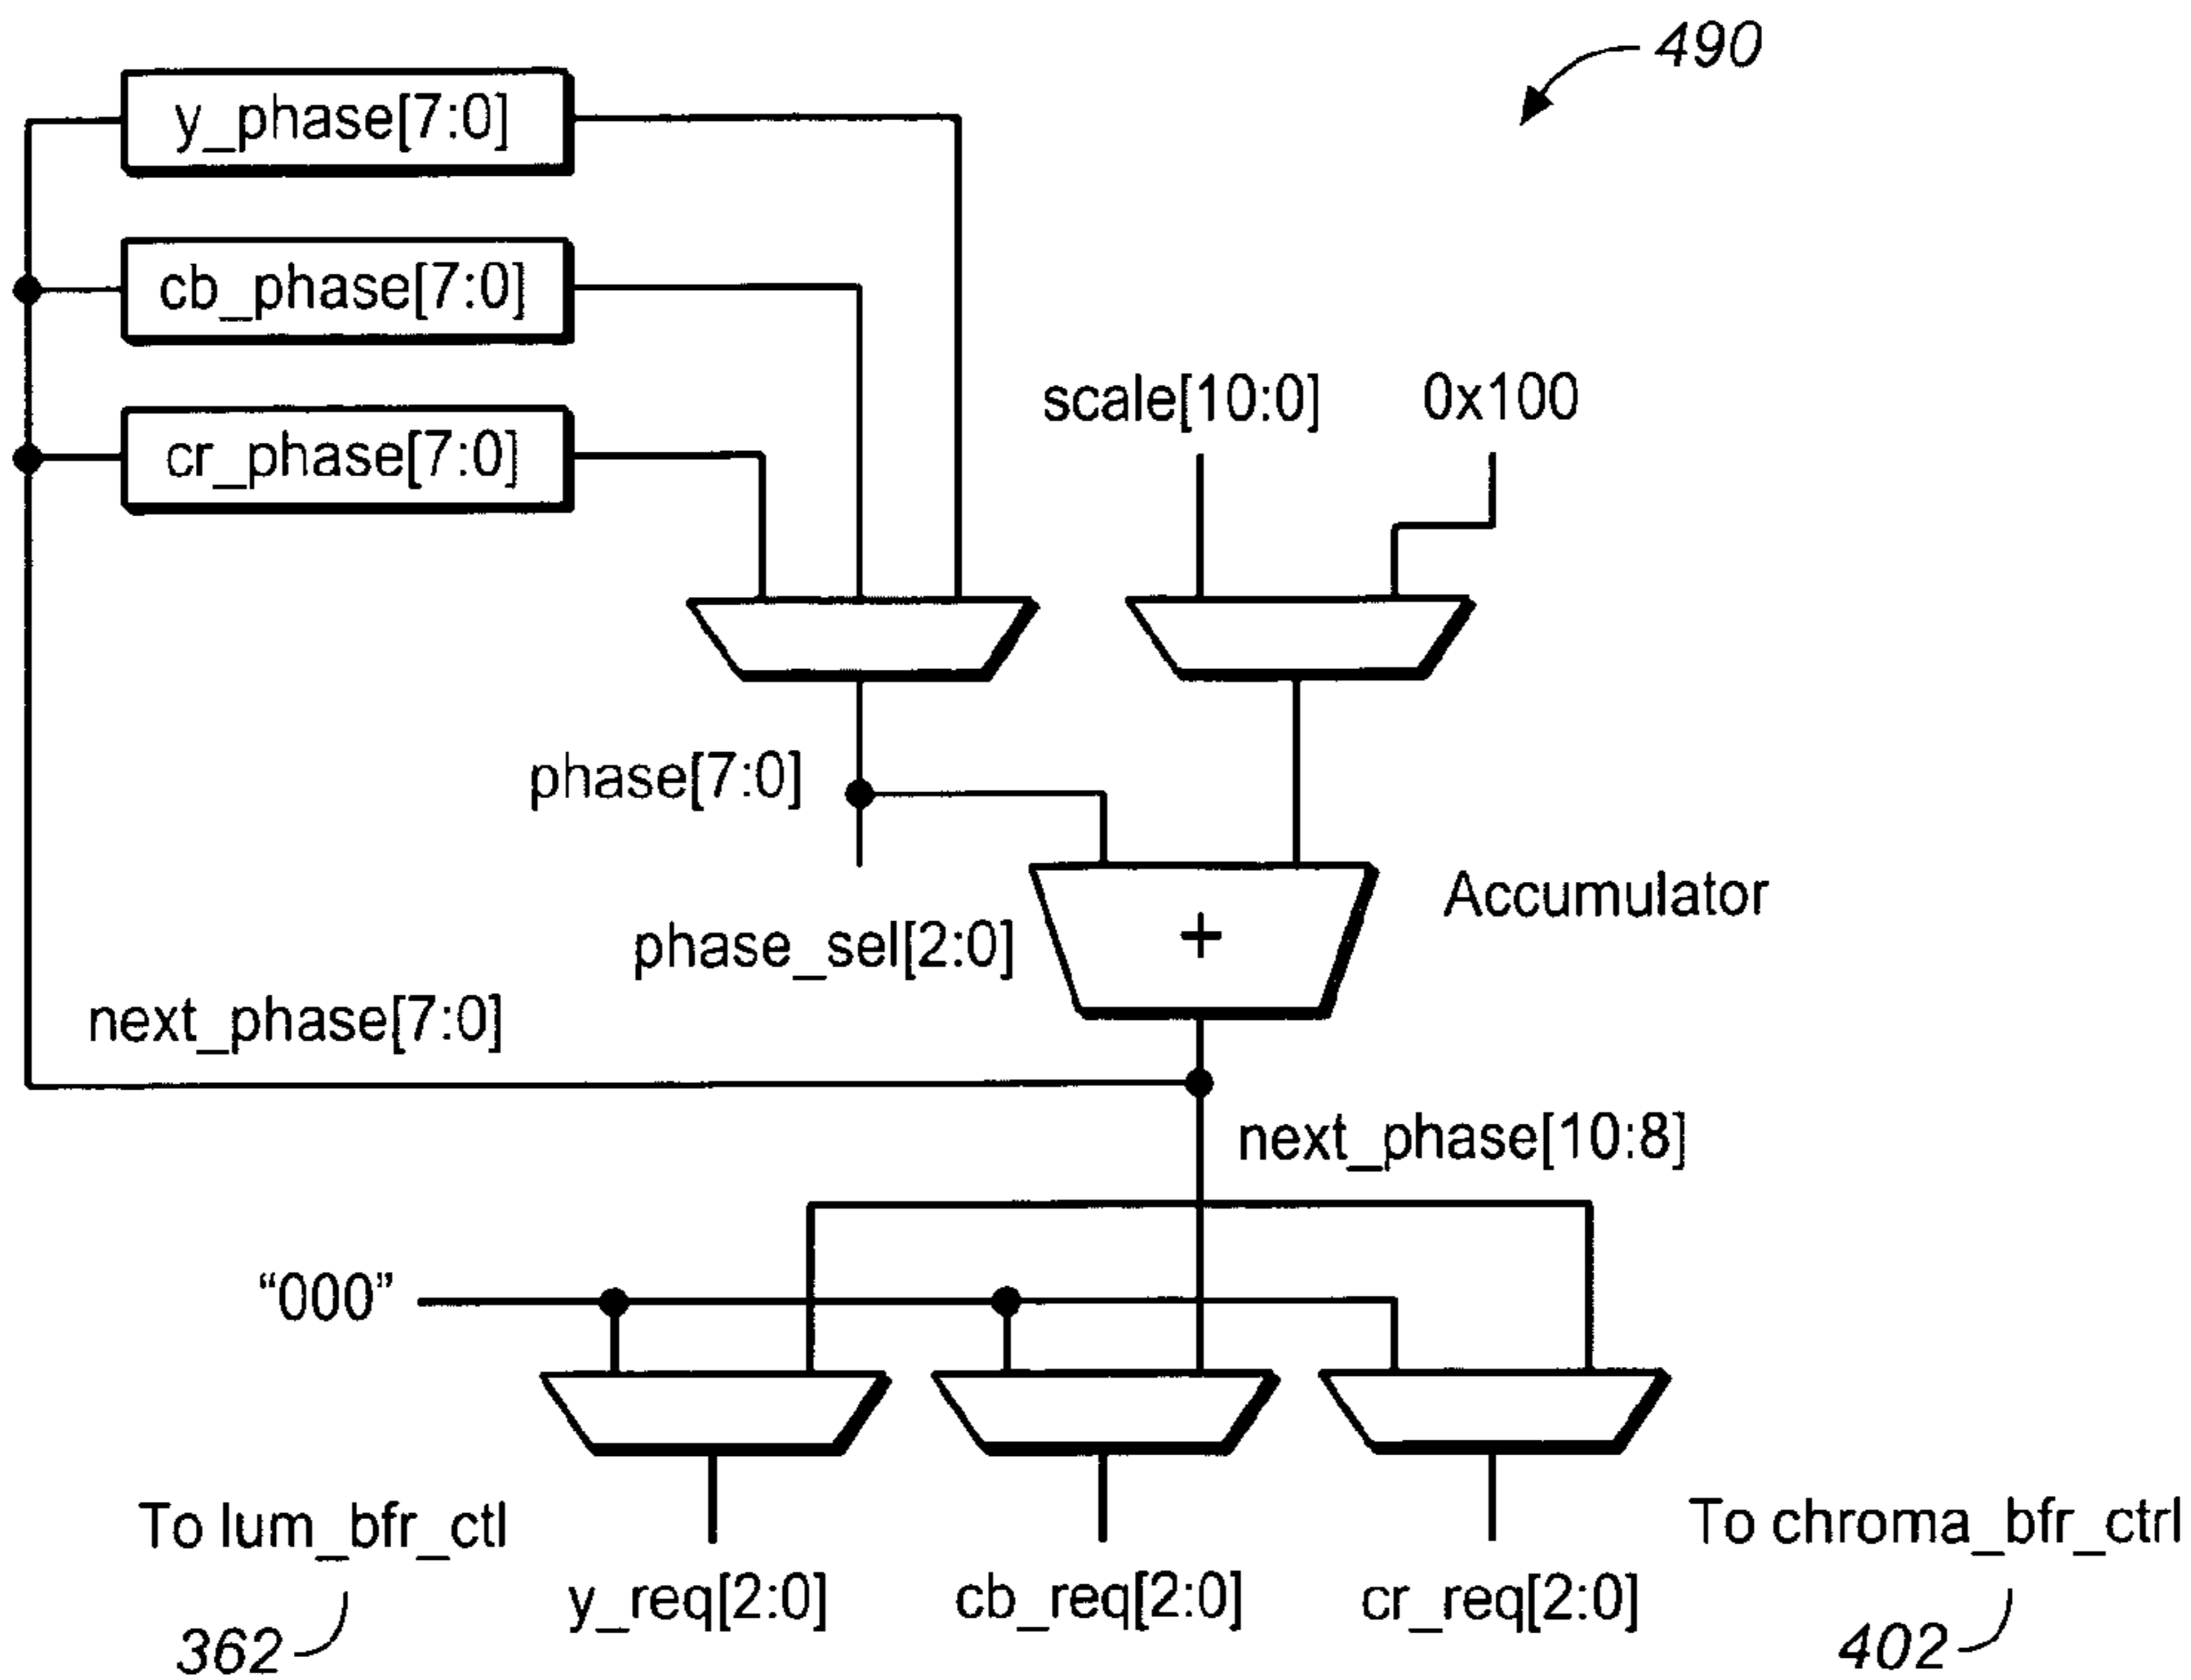 490
y_phase[7:0]
cb_phase[7:0]
cr_phase[7:0]
scale[10:0]
0x100
phase[7:0]
Accumulator
+
phase_sel[2:0]
next_phase[7:0]
next_phase[10:8]
“000”
To lum_bfr_ctl
To chroma_bfr_ctrl
y_req[2:0]
cb_req[2:0]
cr_req[2:0]
362
402